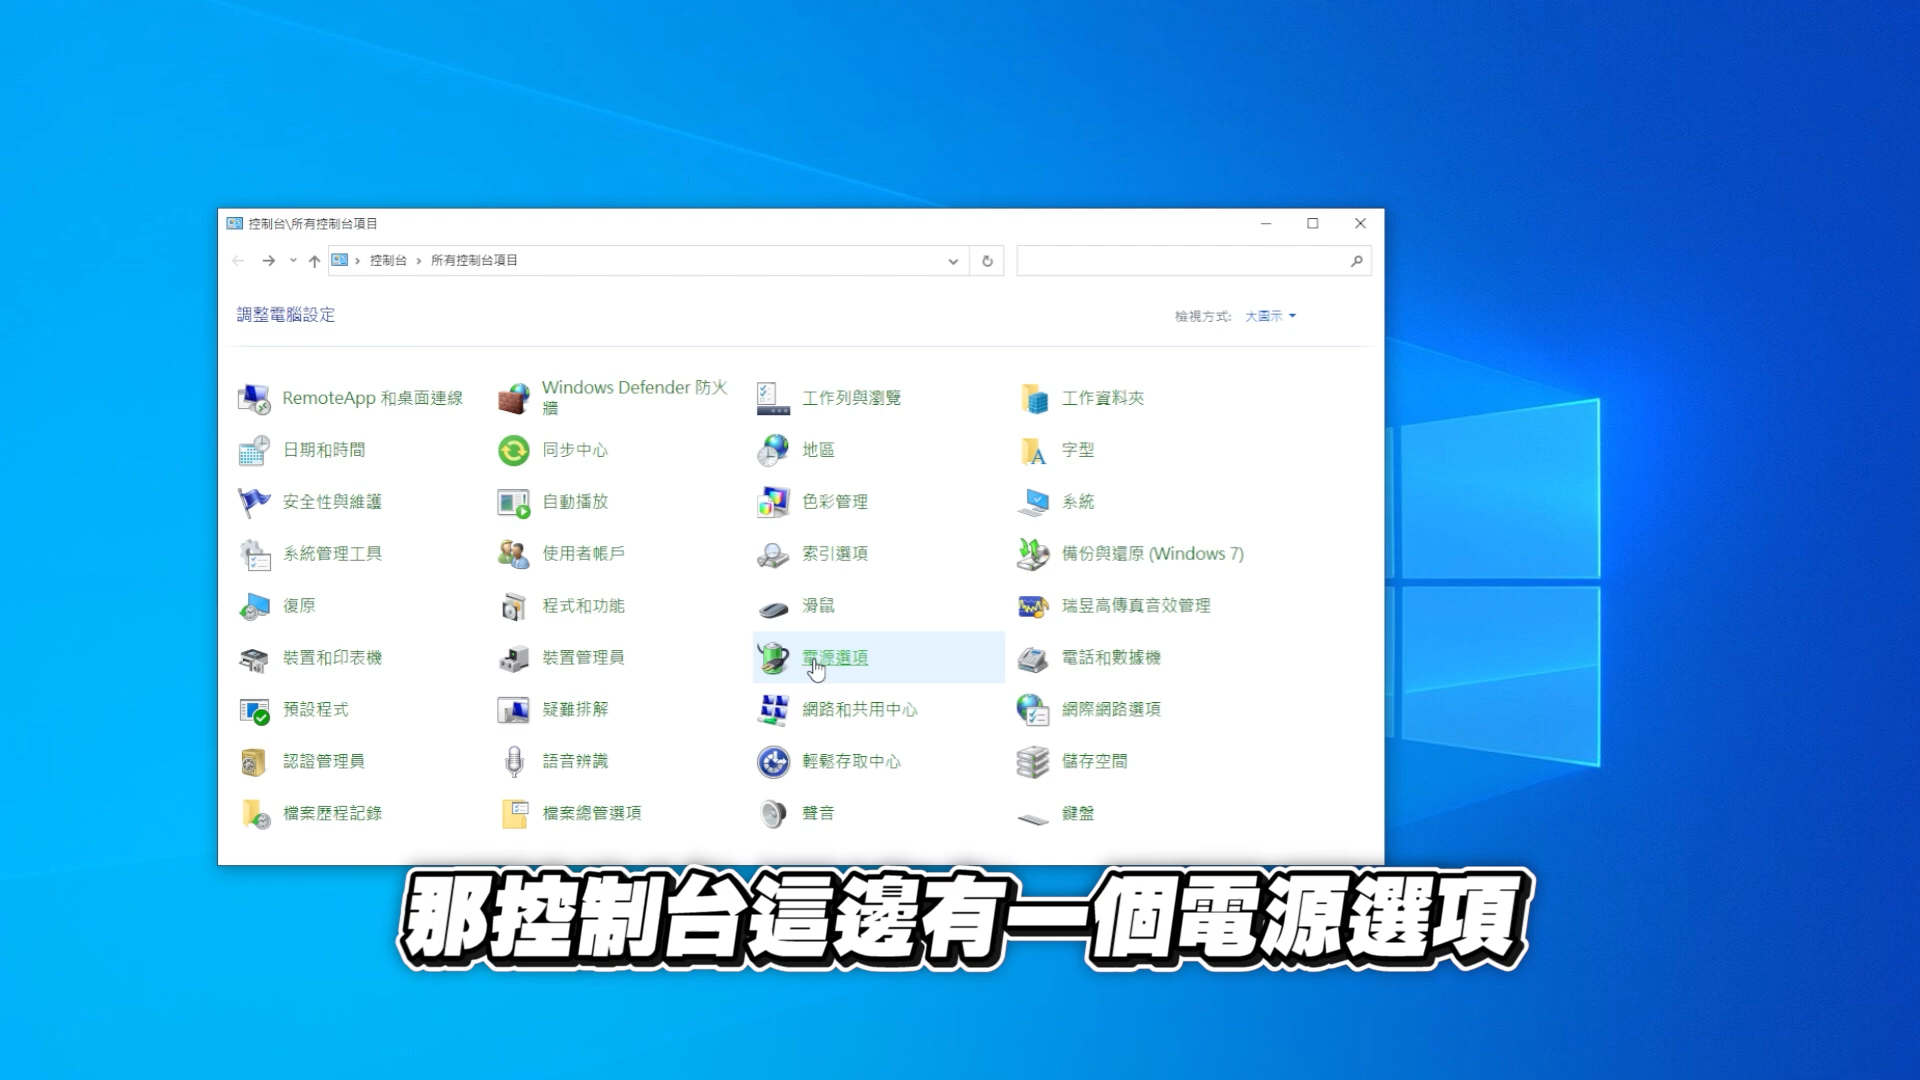 控制台\所有控制台項目
控制台 › 所有控制台項目
調整電腦設定
檢視方式: 大圖示
RemoteApp 和桌面連線
Windows Defender 防火牆
工作列與瀏覽
工作資料夾
日期和時間
同步中心
地區
字型
安全性與維護
自動播放
色彩管理
系統
系統管理工具
使用者帳戶
索引選項
備份與還原 (Windows 7)
復原
程式和功能
滑鼠
瑞昱高傳真音效管理
裝置和印表機
裝置管理員
電源選項
電話和數據機
預設程式
疑難排解
網路和共用中心
網際網路選項
認證管理員
語音辨識
輕鬆存取中心
儲存空間
檔案歷程記錄
檔案總管選項
聲音
鍵盤
那控制台這邊有一個電源選項